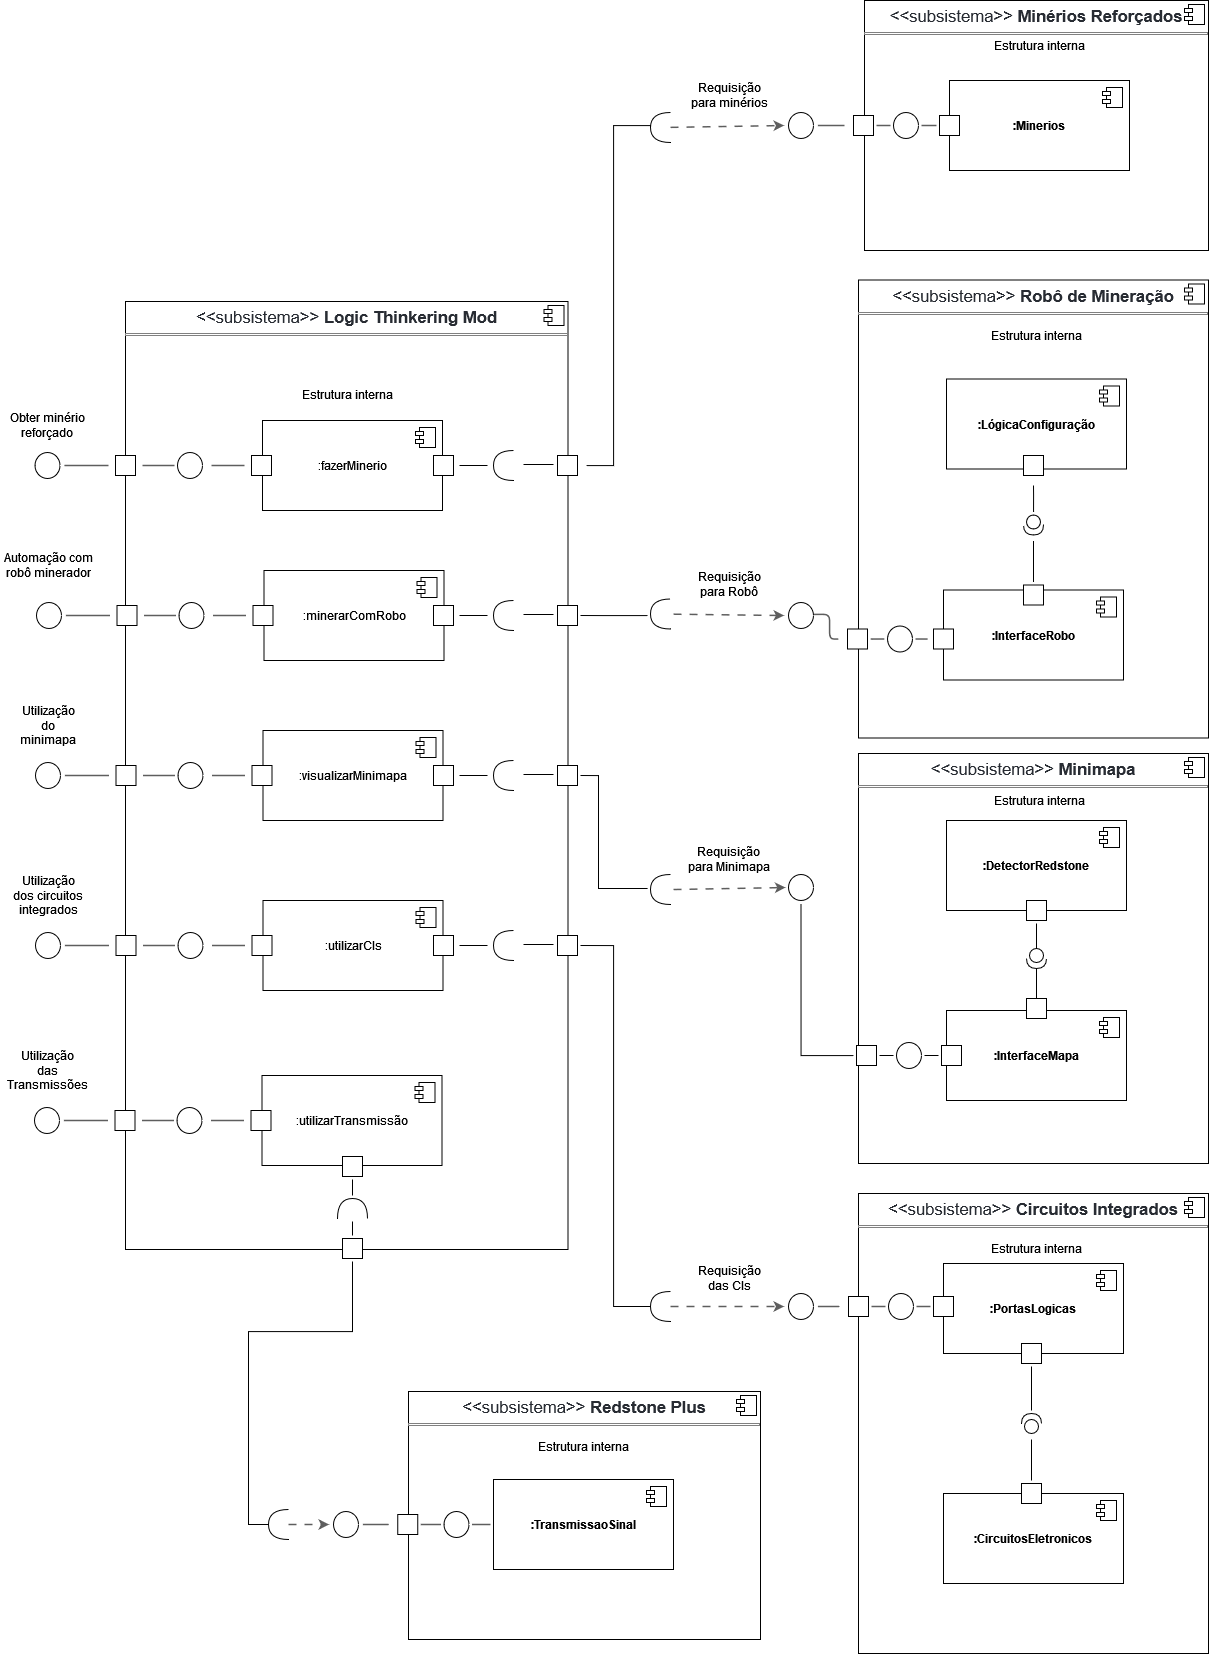 <<subsistema>> Minérios Reforçados
Estrutura interna
Requisição
para minérios
:Minerios
<<subsistema>> Robô de Mineração
Estrutura interna
:LógicaConfiguração
Requisição
para Robô
:InterfaceRobo
<<subsistema>> Logic Thinkering Mod
Estrutura interna
Obter minério
reforçado
:fazerMinerio
Automação com
robô minerador
:minerarComRobo
Utilização
do
minimapa
:visualizarMinimapa
Utilização
dos circuitos
integrados
:utilizarCIs
Utilização
das
Transmissões
:utilizarTransmissão
<<subsistema>> Minimapa
Estrutura interna
:DetectorRedstone
Requisição
para Minimapa
:InterfaceMapa
<<subsistema>> Circuitos Integrados
Estrutura interna
Requisição
das CIs
:PortasLogicas
:CircuitosEletronicos
<<subsistema>> Redstone Plus
Estrutura interna
:TransmissaoSinal